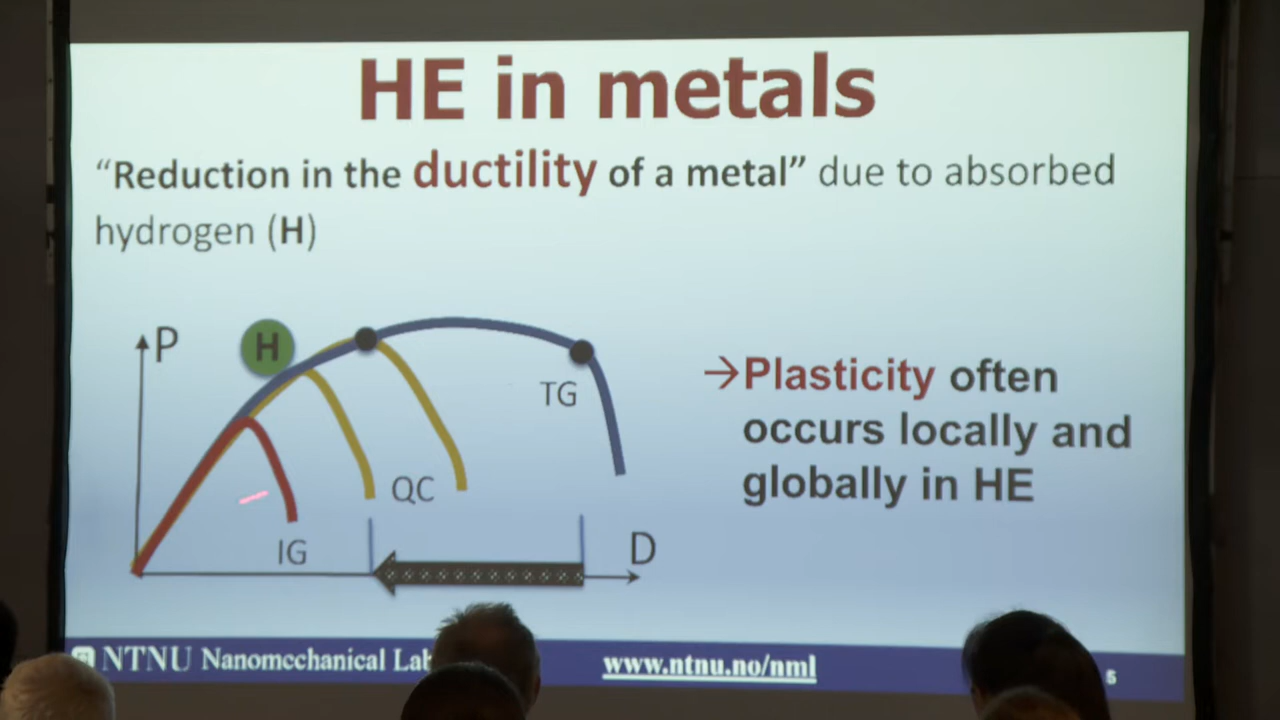 HE in metals
“Reduction in the ductility of a metal” due to absorbed
hydrogen (H)
P
H
TG
QC
IG
D
→Plasticity often
occurs locally and
globally in HE
NTNU Nanomechanical Lab
www.ntnu.no/nml
5